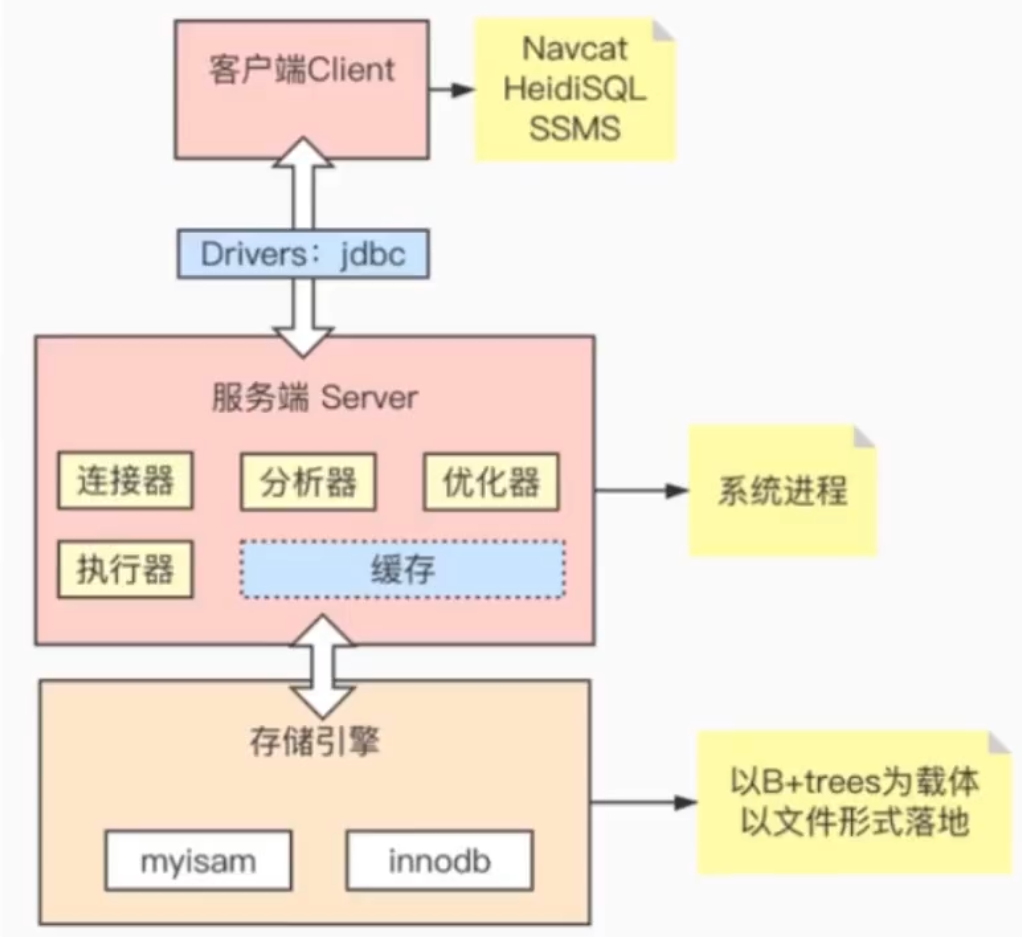 客户端Client
Navcat
HeidiSQL
SSMS
Drivers：jdbc
服务端 Server
连接器
分析器
优化器
执行器
缓存
系统进程
存储引擎
myisam
innodb
以B+trees为载体
以文件形式落地